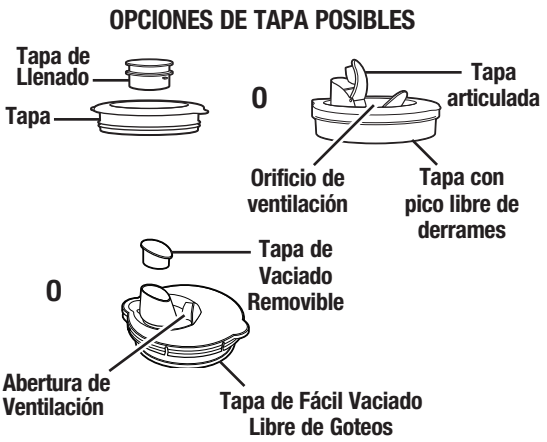 OPCIONES DE TAPA POSIBLES
Tapa de
Llenado
Tapa
O
Tapa
articulada
Orificio de
ventilación
Tapa con
pico libre de
derrames
O
Tapa de
Vaciado
Removible
Abertura de
Ventilación
Tapa de Fácil Vaciado
Libre de Goteos